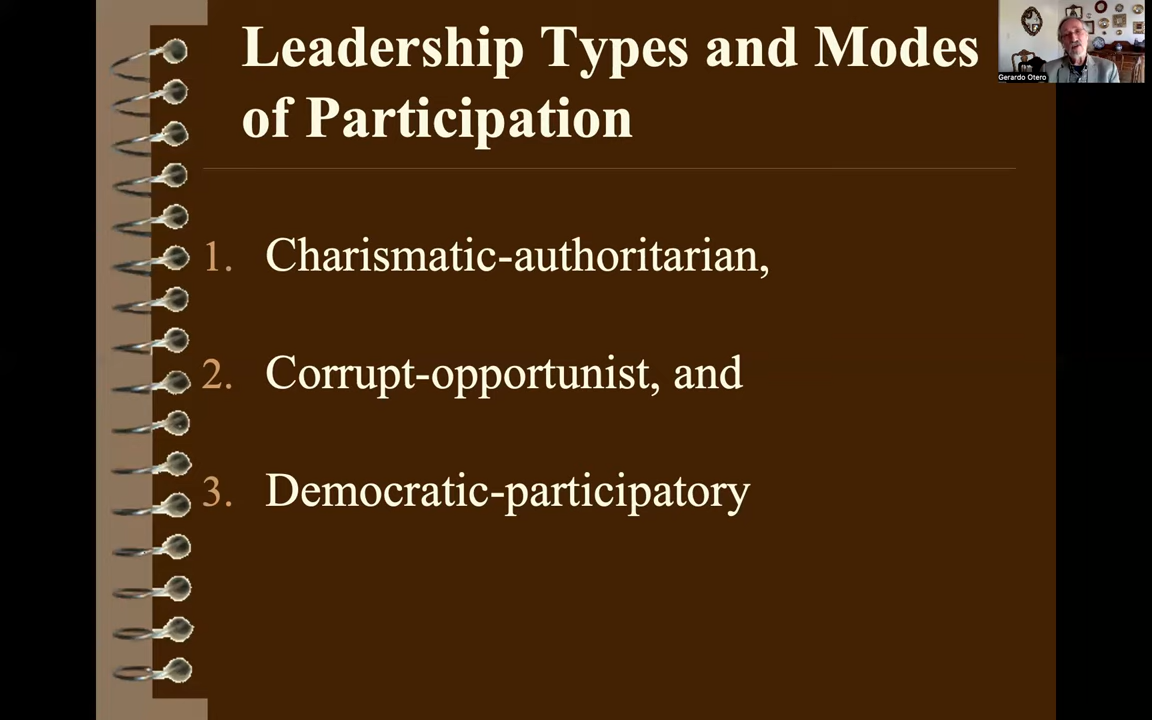 Leadership Types and Modes
of Participation
Gerardo Otero
1. Charismatic-authoritarian,
2. Corrupt-opportunist, and
3. Democratic-participatory